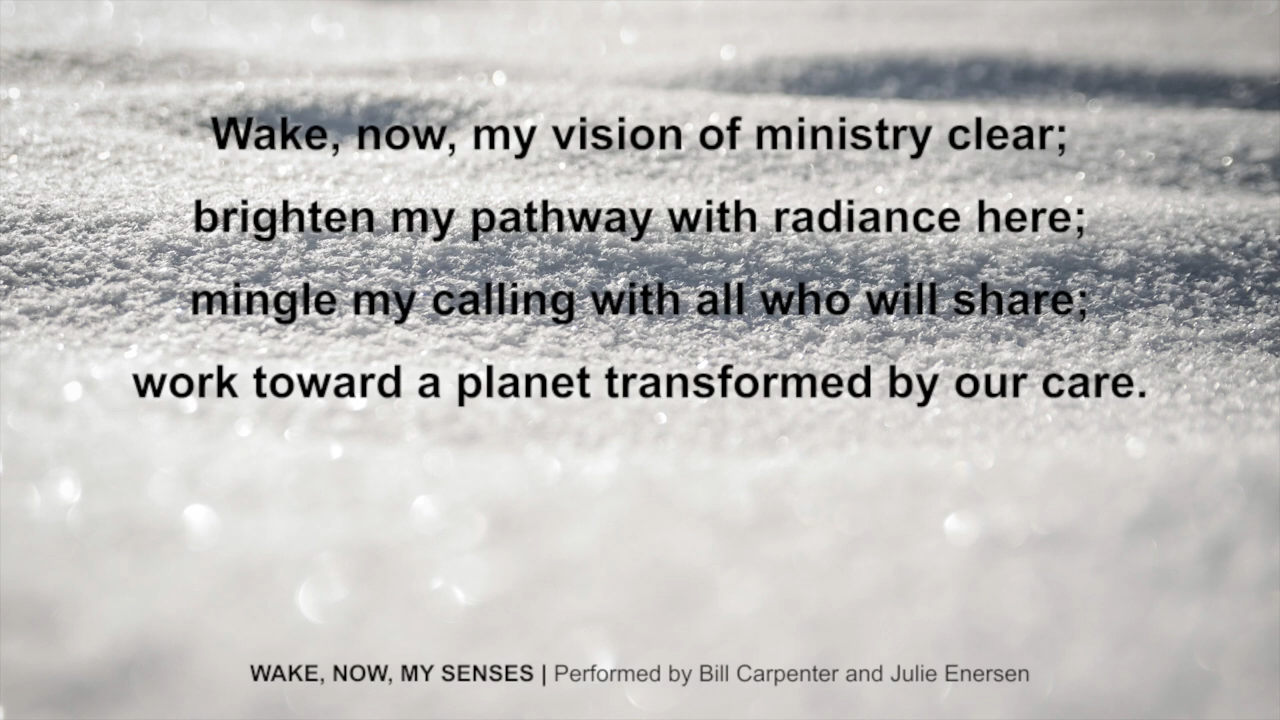 Wake, now, my vision of ministry clear;
brighten my pathway with radiance here;
mingle my calling with all who will share;
work toward a planet transformed by our care.
WAKE, NOW, MY SENSES | Performed by Bill Carpenter and Julie Enersen